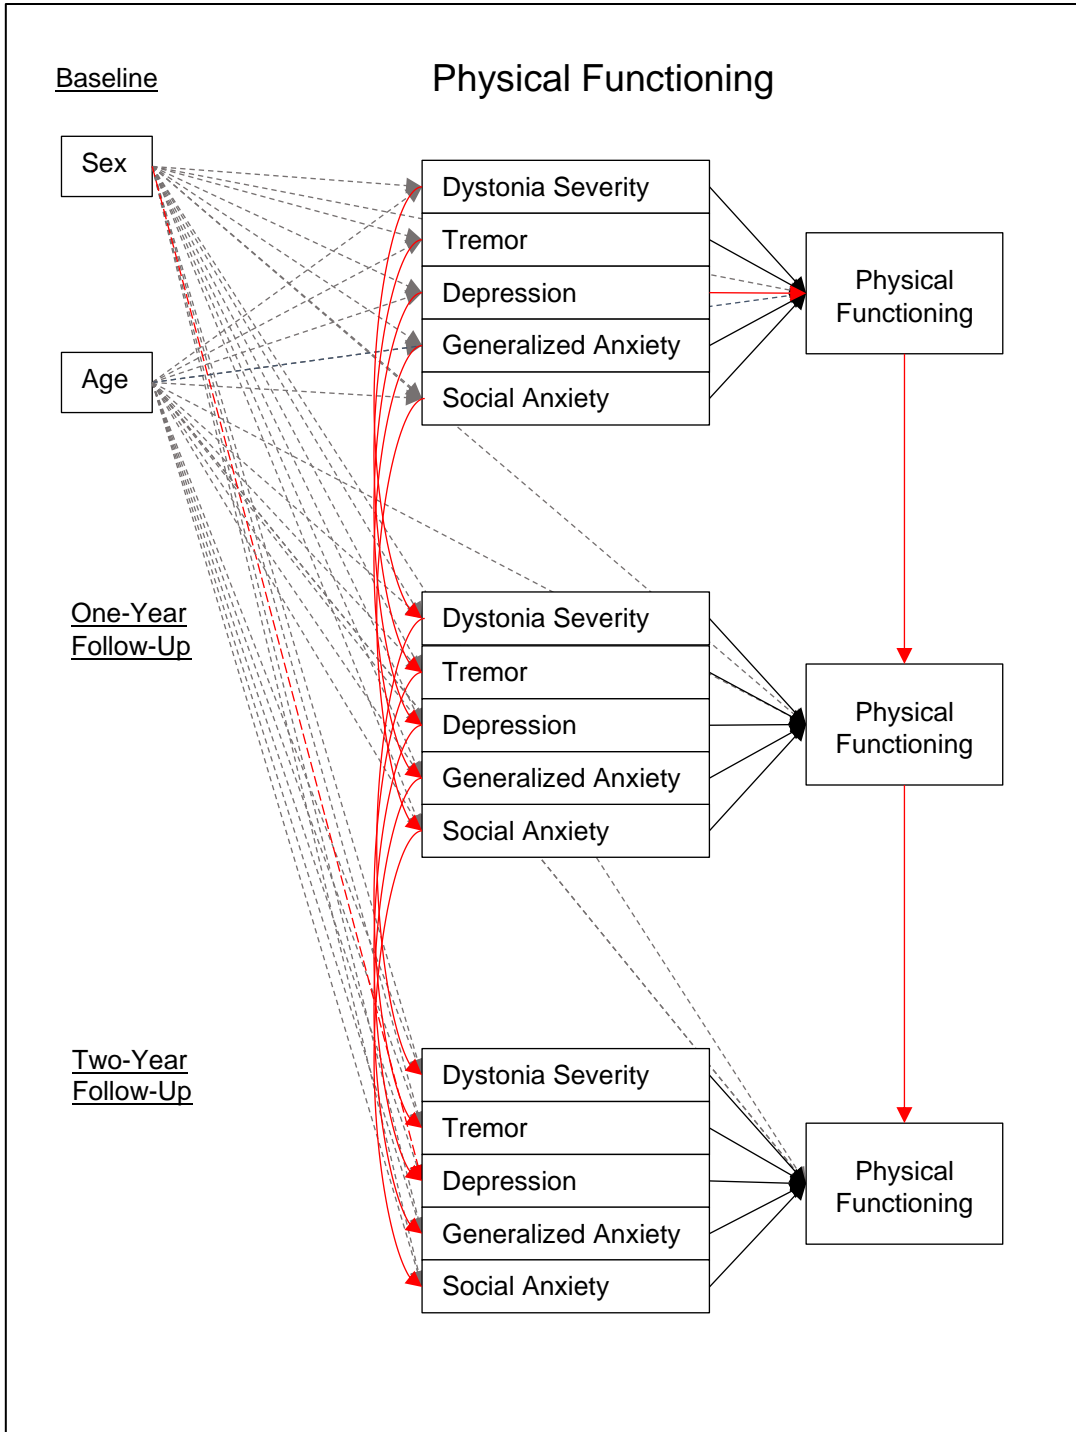 Baseline
Physical Functioning
Sex
Age
Dystonia Severity
Tremor
Depression
Generalized Anxiety
Social Anxiety
Physical
Functioning
One-Year
Follow-Up
Dystonia Severity
Tremor
Depression
Generalized Anxiety
Social Anxiety
Physical
Functioning
Two-Year
Follow-Up
Dystonia Severity
Tremor
Depression
Generalized Anxiety
Social Anxiety
Physical
Functioning